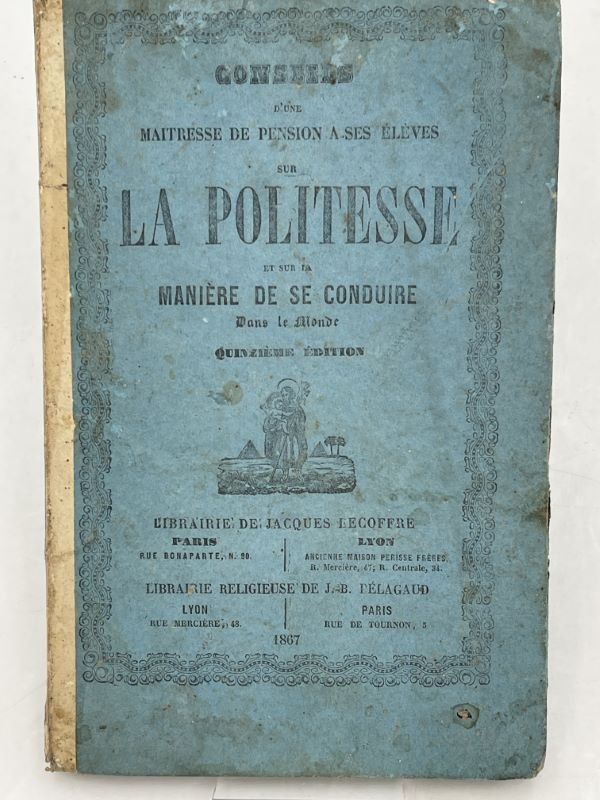 CONSEILS
D'UNE
MAITRESSE DE PENSION A SES ÉLÈVES
SUR
LA POLITESSE
ET SUR LA
MANIÈRE DE SE CONDUIRE
Dans le Monde
QUINZIÈME ÉDITION
LIBRAIRIE DE JACQUES LECOFFRE
PARIS
RUE BONAPARTE, N. 90.
LYON
ANCIENNE MAISON PERISSE FRÈRES,
R. Mercière, 47; R. Centrale, 34.
LIBRAIRIE RELIGIEUSE DE J.-B. PÉLAGAUD
LYON
RUE MERCIÈRE, 48.
PARIS
RUE DE TOURNON, 5
1867